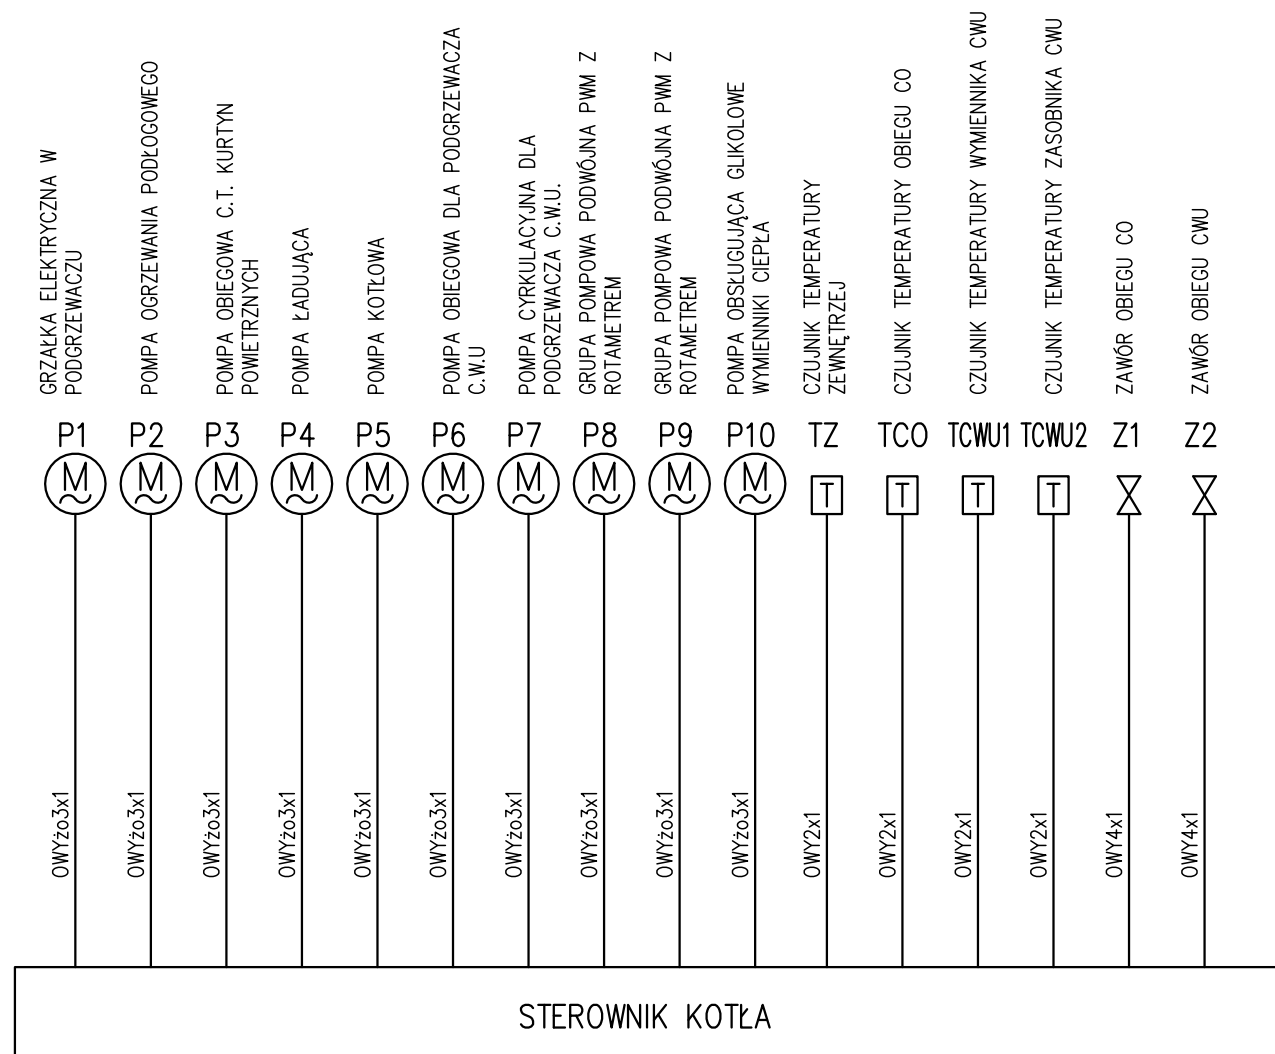 GRZAŁKA ELEKTRYCZNA W
PODGRZEWACZU
POMPA OGRZEWANIA PODŁOGOWEGO
POMPA OBIEGOWA C.T. KURTYN
POWIETRZNYCH
POMPA ŁADUJĄCA
POMPA KOTŁOWA
POMPA OBIEGOWA DLA PODGRZEWACZA
C.W.U
POMPA CYRKULACYJNA DLA
PODGRZEWACZA C.W.U.
GRUPA POMPOWA PODWÓJNA PWM Z
ROTAMETREM
GRUPA POMPOWA PODWÓJNA PWM Z
ROTAMETREM
POMPA OBSŁUGUJĄCA GLIKOLOWE
WYMIENNIKI CIEPŁA
CZUJNIK TEMPERATURY
ZEWNĘTRZEJ
CZUJNIK TEMPERATURY OBIEGU CO
CZUJNIK TEMPERATURY WYMIENNIKA CWU
CZUJNIK TEMPERATURY ZASOBNIKA CWU
ZAWÓR OBIEGU CO
ZAWÓR OBIEGU CWU
P1 P2 P3 P4 P5 P6 P7 P8 P9 P10 TZ TCO TCWU1 TCWU2 Z1 Z2
M M M M M M M M M M T T T T
OWYżo3x1 OWYżo3x1 OWYżo3x1 OWYżo3x1 OWYżo3x1 OWYżo3x1 OWYżo3x1 OWYżo3x1 OWYżo3x1 OWYżo3x1 OWY2x1 OWY2x1 OWY2x1 OWY2x1 OWY4x1 OWY4x1
STEROWNIK KOTŁA